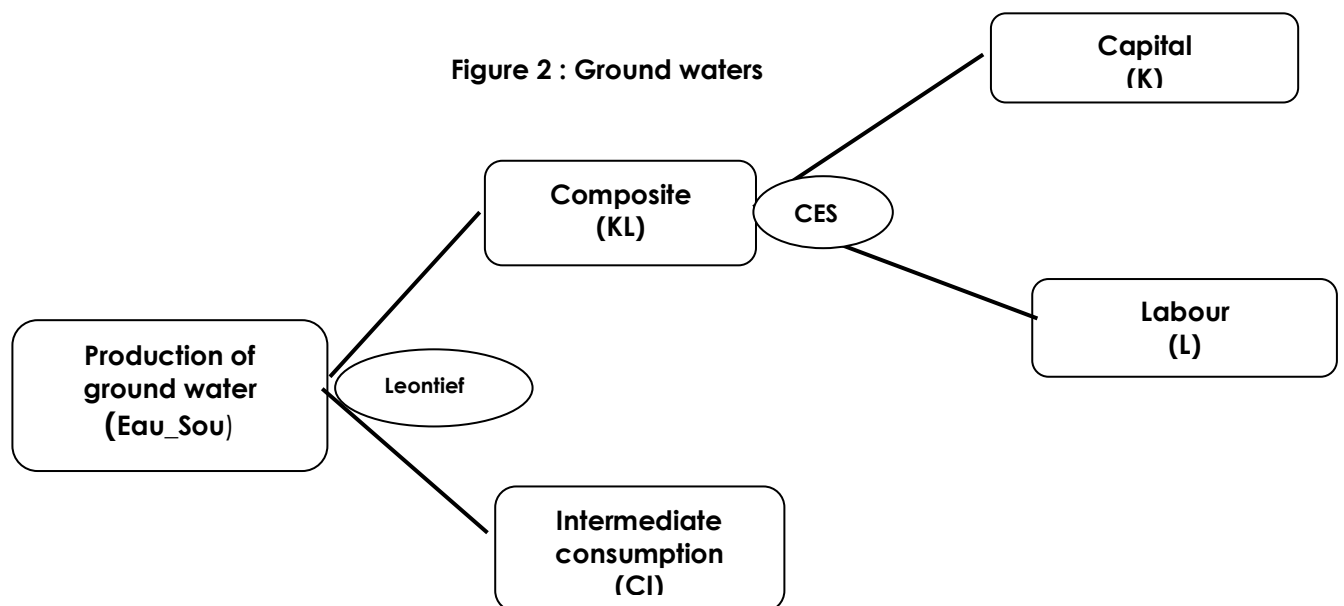 Figure 2 : Ground waters
Capital
(K)
Composite
(KL)
CES
Labour
(L)
Production of
ground water
(Eau_Sou)
Leontief
Intermediate
consumption
(CI)